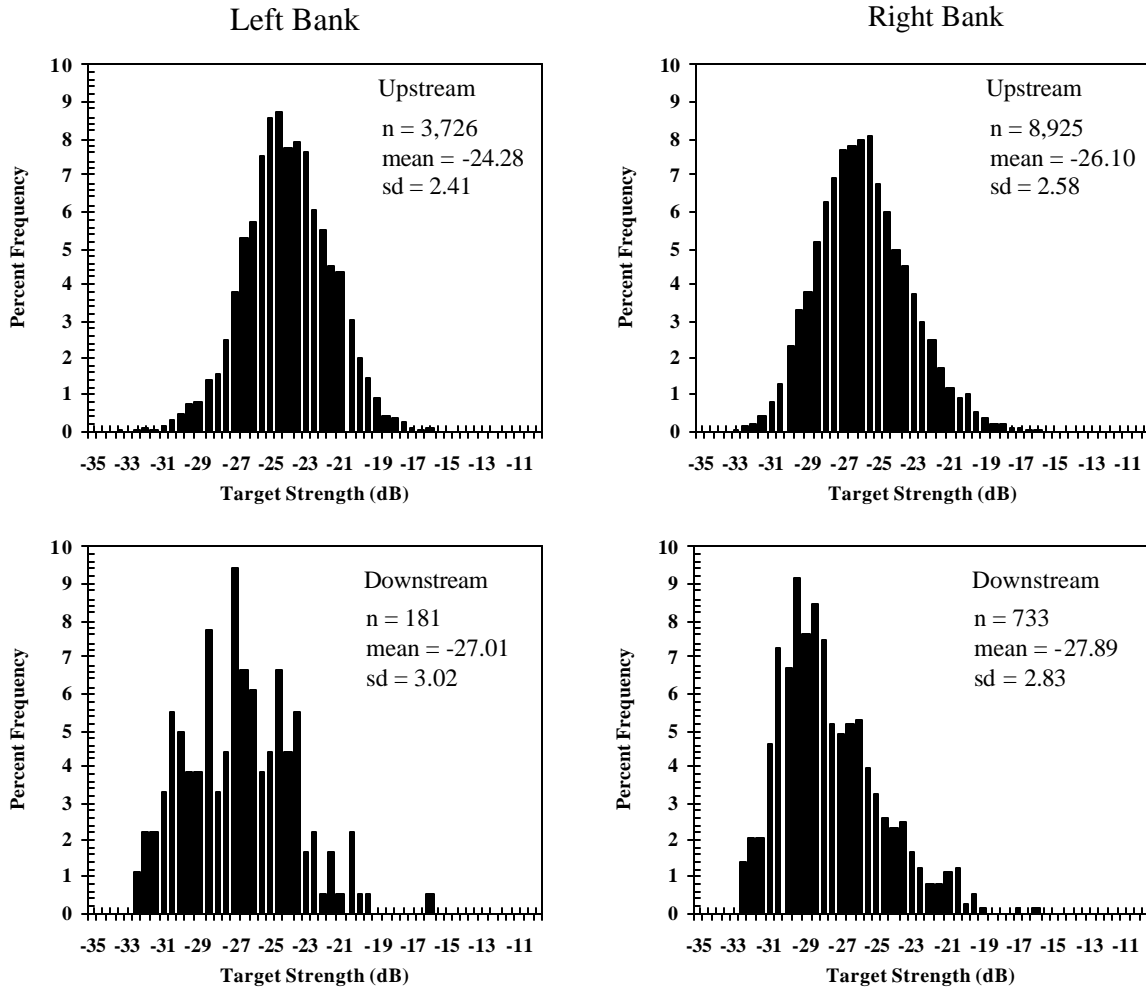 Left Bank
Right Bank
10
9
8
7
6
5
4
3
2
1
0
Percent Frequency
Upstream
n = 3,726
mean = -24.28
sd = 2.41
-35 -33 -31 -29 -27 -25 -23 -21 -19 -17 -15 -13 -11
Target Strength (dB)
10
9
8
7
6
5
4
3
2
1
0
Percent Frequency
Upstream
n = 8,925
mean = -26.10
sd = 2.58
-35 -33 -31 -29 -27 -25 -23 -21 -19 -17 -15 -13 -11
Target Strength (dB)
10
9
8
7
6
5
4
3
2
1
0
Percent Frequency
Downstream
n = 181
mean = -27.01
sd = 3.02
-35 -33 -31 -29 -27 -25 -23 -21 -19 -17 -15 -13 -11
Target Strength (dB)
10
9
8
7
6
5
4
3
2
1
0
Percent Frequency
Downstream
n = 733
mean = -27.89
sd = 2.83
-35 -33 -31 -29 -27 -25 -23 -21 -19 -17 -15 -13 -11
Target Strength (dB)